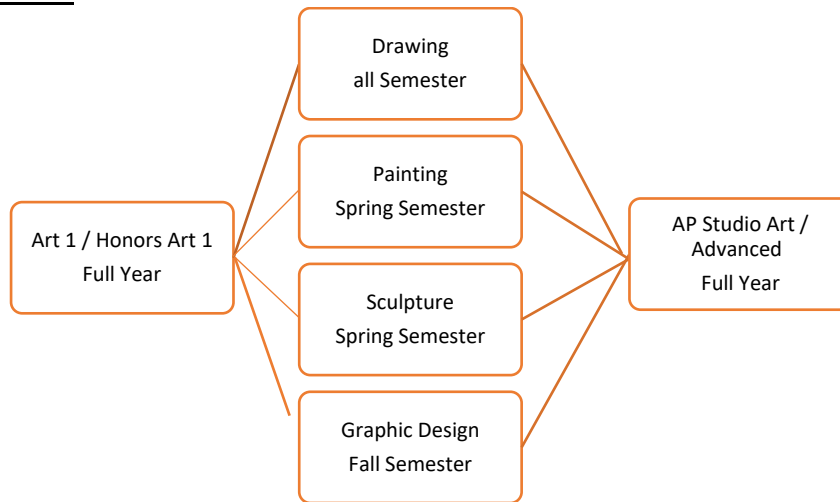 Drawing
all Semester
Painting
Spring Semester
Art 1 / Honors Art 1
Full Year
AP Studio Art /
Advanced
Full Year
Sculpture
Spring Semester
Graphic Design
Fall Semester